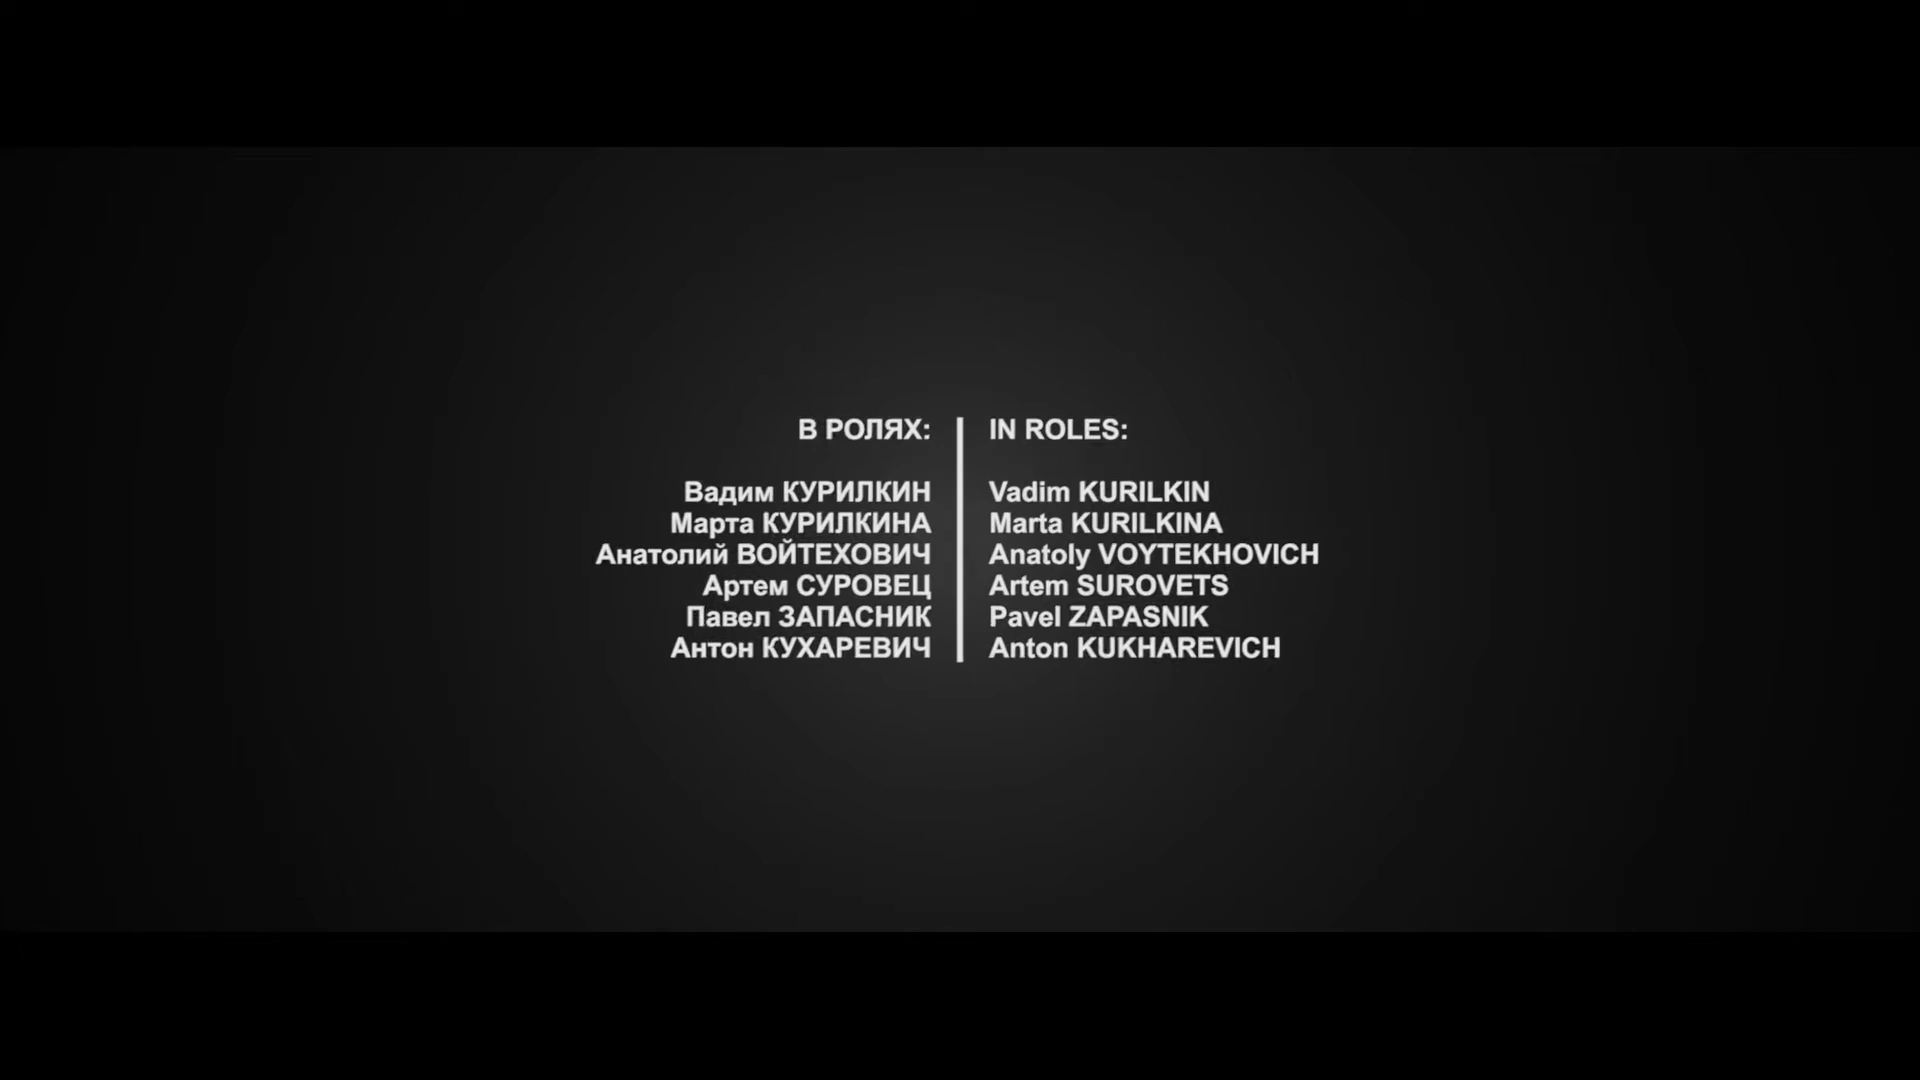 В РОЛЯХ:
Вадим КУРИЛКИН
Марта КУРИЛКИНА
Анатолий ВОЙТЕХОВИЧ
Артем СУРОВЕЦ
Павел ЗАПАСНИК
Антон КУХАРЕВИЧ
IN ROLES:
Vadim KURILKIN
Marta KURILKINA
Anatoly VOYTEKHOVICH
Artem SUROVETS
Pavel ZAPASNIK
Anton KUKHAREVICH